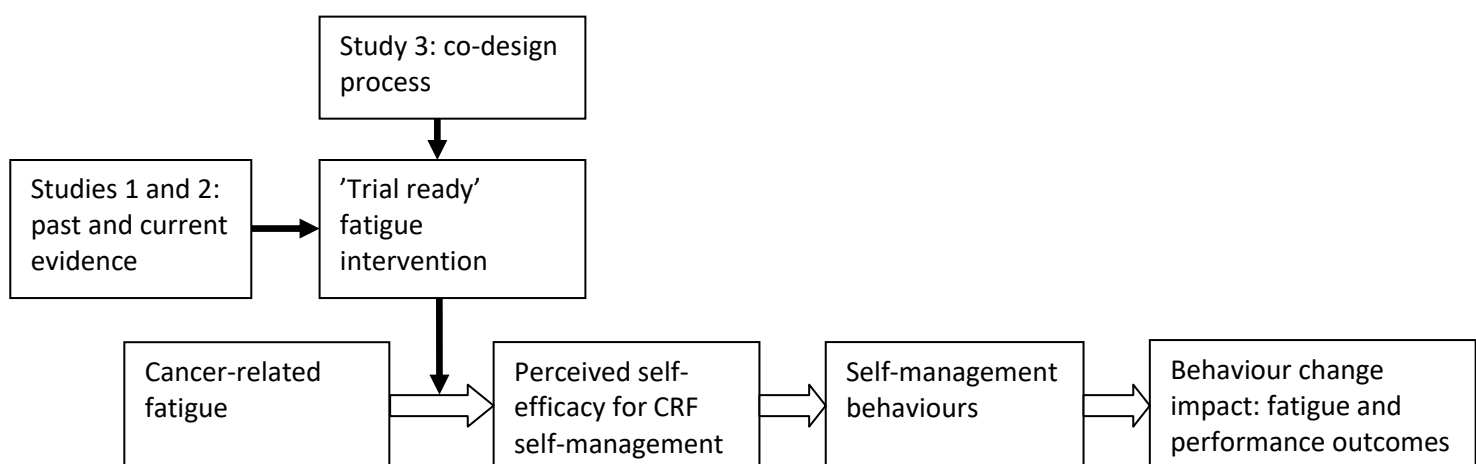 Study 3: co-design
process
Studies 1 and 2:
past and current
evidence
’Trial ready’
fatigue
intervention
Cancer-related
fatigue
Perceived self-
efficacy for CRF
self-management
Self-management
behaviours
Behaviour change
impact: fatigue and
performance outcomes